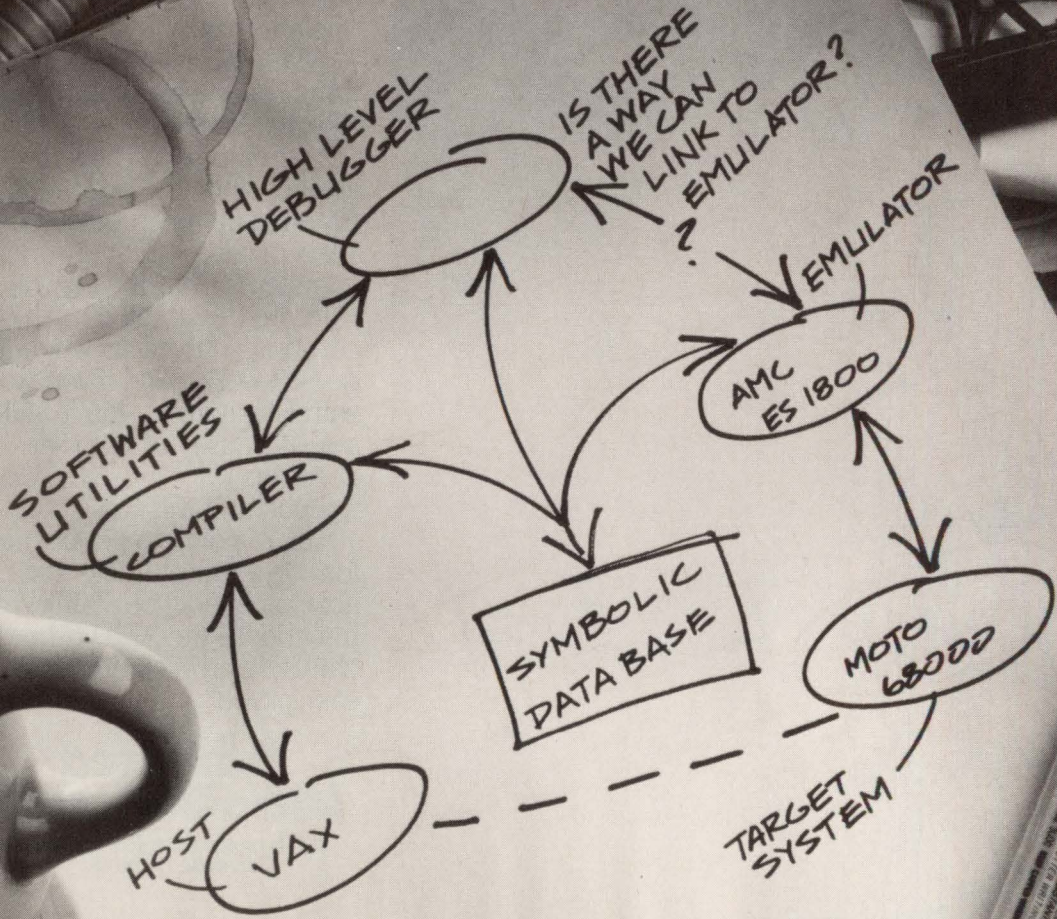 HIGH LEVEL
DEBUGGER
IS THERE
A WAY
WE CAN
LINK TO
EMULATOR?
?
EMULATOR
AMC
ES 1800
SOFTWARE
UTILITIES
COMPILER
SYMBOLIC
DATA BASE
MOTO
68000
HOST
VAX
TARGET
SYSTEM